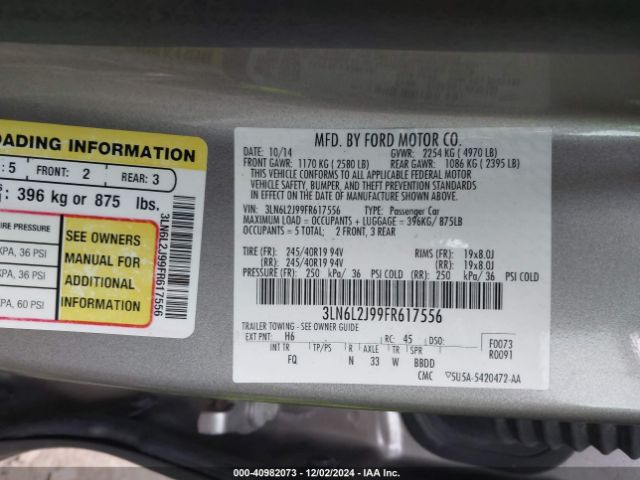 OADING INFORMATION
: 5 FRONT: 2 REAR: 3
: 396 kg or 875 lbs.
E PRESSURE
KPA, 36 PSI
KPA, 36 PSI
KPA, 60 PSI
SEE OWNERS
MANUAL FOR
ADDITIONAL
INFORMATION
3LN6L2J99FR617556
MFD. BY FORD MOTOR CO.
DATE: 10/14 GVWR: 2254 KG ( 4970 LB)
FRONT GAWR: 1170 KG ( 2580 LB) REAR GAWR: 1086 KG ( 2395 LB)
THIS VEHICLE CONFORMS TO ALL APPLICABLE FEDERAL MOTOR
VEHICLE SAFETY, BUMPER, AND THEFT PREVENTION STANDARDS
IN EFFECT ON THE DATE OF MANUFACTURE SHOWN ABOVE.
VIN: 3LN6L2J99FR617556 TYPE: Passenger Car
MAXIMUM LOAD = OCCUPANTS + LUGGAGE = 396KG/ 875LB
OCCUPANTS = 5 TOTAL; 2 FRONT, 3 REAR
TIRE (FR): 245/40R19 94V RIMS (FR): 19x8.0J
(RR): 245/40R19 94V (RR): 19x8.0J
PRESSURE (FR): 250 kPa/ 36 PSI COLD (RR): 250 kPa/ 36 PSI COLD
3LN6L2J99FR617556
TRAILER TOWING - SEE OWNER GUIDE
EXT PNT: H6 RC: 45 DSO: F0073
INT TR TP/PS R AXLE TR SPR R0091
FQ N 33 W BBDD
CMC 5U5A-5420472-AA
000-40982073 - 12/02/2024 - IAA Inc.